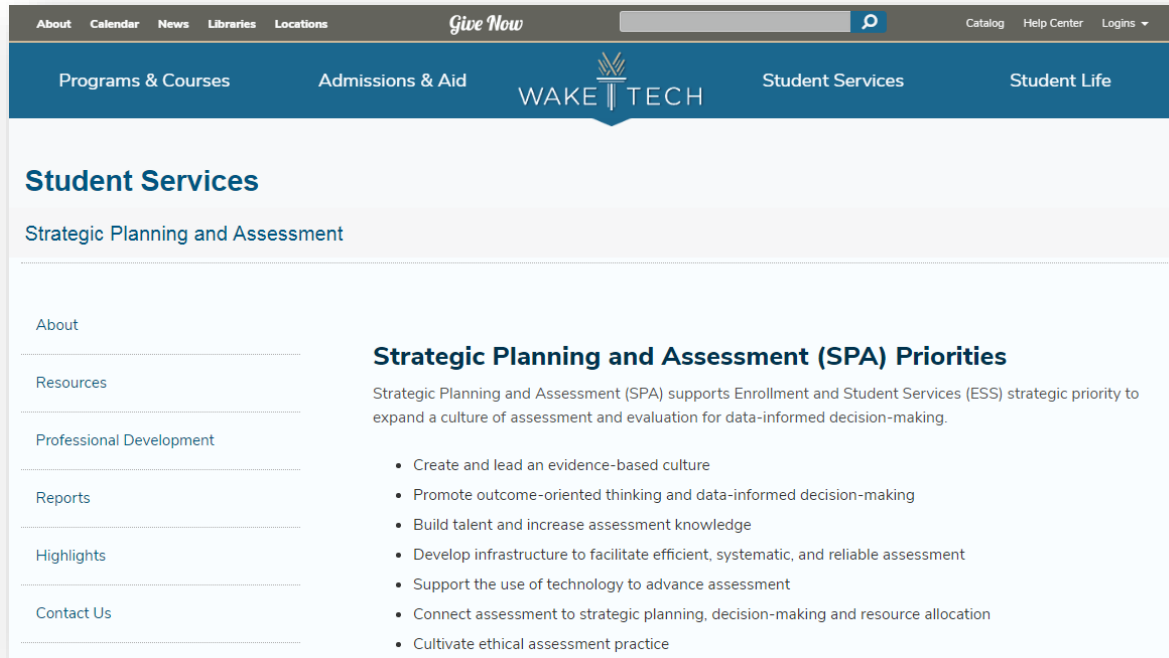 About Calendar News Libraries Locations Give Now Catalog Help Center Logins
Programs & Courses Admissions & Aid WAKE TECH Student Services Student Life
Student Services
Strategic Planning and Assessment
About
Resources
Professional Development
Reports
Highlights
Contact Us
Strategic Planning and Assessment (SPA) Priorities
Strategic Planning and Assessment (SPA) supports Enrollment and Student Services (ESS) strategic priority to
expand a culture of assessment and evaluation for data-informed decision-making.
• Create and lead an evidence-based culture
• Promote outcome-oriented thinking and data-informed decision-making
• Build talent and increase assessment knowledge
• Develop infrastructure to facilitate efficient, systematic, and reliable assessment
• Support the use of technology to advance assessment
• Connect assessment to strategic planning, decision-making and resource allocation
• Cultivate ethical assessment practice